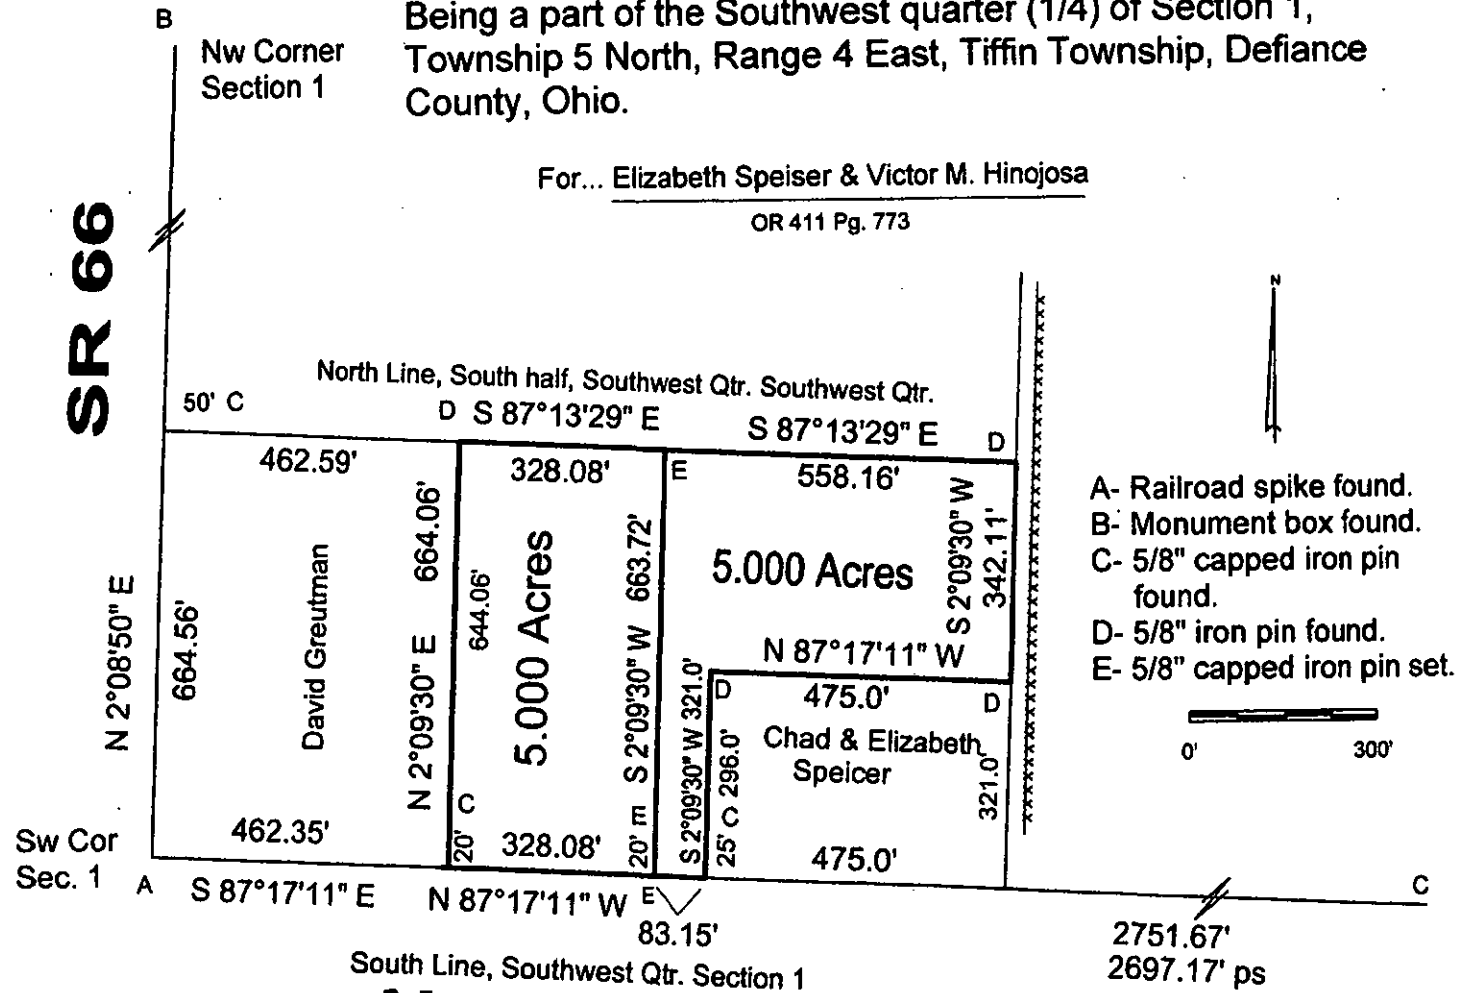 B
Nw Corner
Section 1
Being a part of the Southwest quarter (1/4) of Section 1,
Township 5 North, Range 4 East, Tiffin Township, Defiance
County, Ohio.
For... Elizabeth Speiser & Victor M. Hinojosa
OR 411 Pg. 773
SR 66
N
North Line, South half, Southwest Qtr. Southwest Qtr.
50' C
D S 87°13'29" E
S 87°13'29" E D
462.59'
328.08'
E
558.16'
N 2°08'50" E
664.56'
David Greutman
N 2°09'30" E 664.06'
644.06'
5.000 Acres
S 2°09'30" W 663.72'
5.000 Acres
S 2°09'30" W
342.11'
N 87°17'11" W
S 2°09'30" W 321.0'
D
475.0'
D
25' C 296.0'
Chad & Elizabeth
Speicer
321.0'
A- Railroad spike found.
B- Monument box found.
C- 5/8" capped iron pin
found.
D- 5/8" iron pin found.
E- 5/8" capped iron pin set.
0' 300'
Sw Cor
Sec. 1
A
462.35'
C
20'
328.08'
20' E
475.0'
S 87°17'11" E
N 87°17'11" W
E
83.15'
C
2751.67'
2697.17' ps
South Line, Southwest Qtr. Section 1